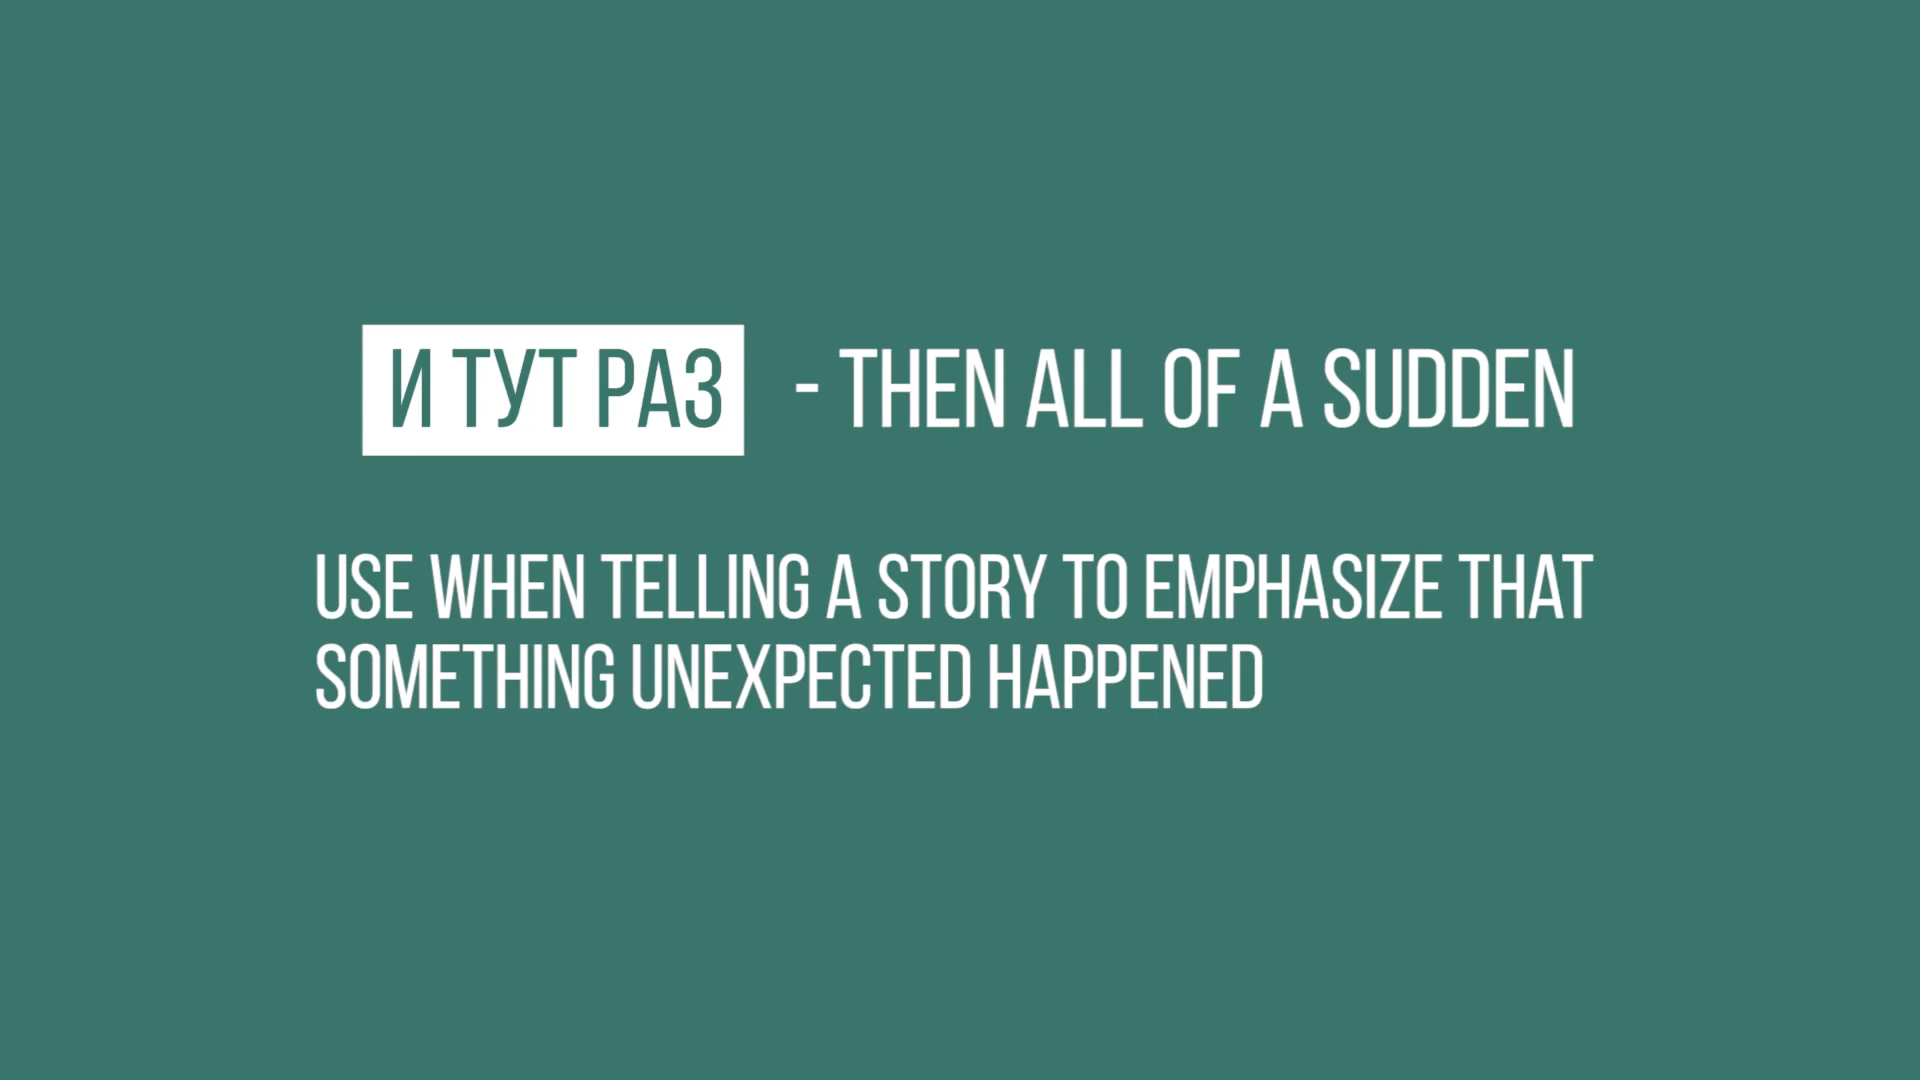 И ТУТ РАЗ - THEN ALL OF A SUDDEN
USE WHEN TELLING A STORY TO EMPHASIZE THAT
SOMETHING UNEXPECTED HAPPENED